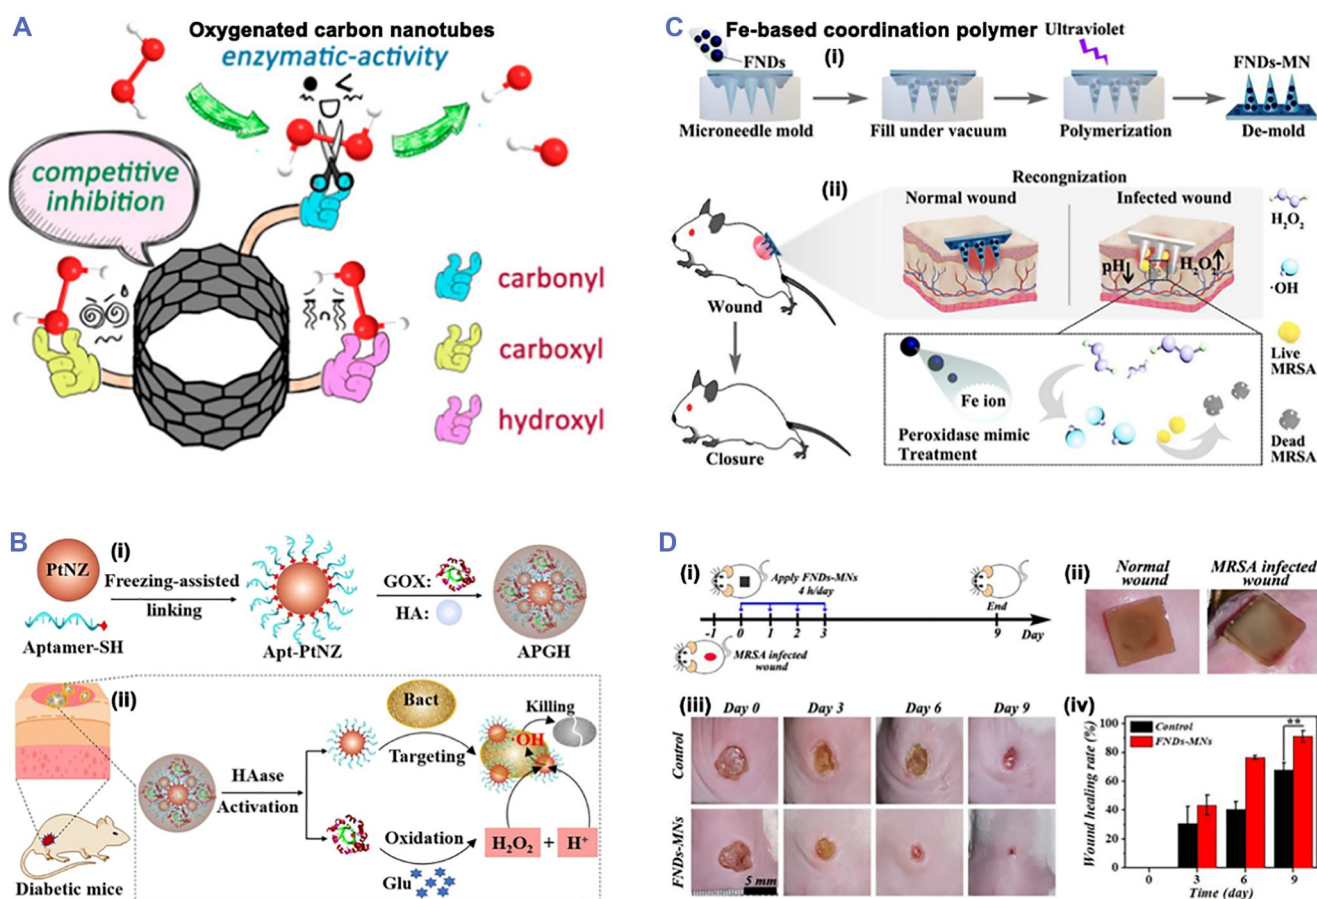 A
Oxygenated carbon nanotubes
enzymatic-activity
competitive
inhibition
carbonyl
carboxyl
hydroxyl
C
Fe-based coordination polymer
Ultraviolet
FNDs
(i)
FNDs-MN
Microneedle mold
Fill under vacuum
Polymerization
De-mold
(ii)
Recongnization
Normal wound
Infected wound
H2O2
pH↓
H2O2↑
·OH
Wound
Live
MRSA
Fe ion
Peroxidase mimic
Treatment
Closure
Dead
MRSA
B
(i)
PtNZ
Freezing-assisted
linking
GOX:
HA:
Aptamer-SH
Apt-PtNZ
APGH
(ii)
Bact
Killing
·OH
Targeting
HAase
Activation
Oxidation
H2O2 + H+
Glu
Diabetic mice
D
(i)
Apply FNDs-MNs
4 h/day
End
-1 0 1 2 3 9 Day
MRSA infected
wound
(ii)
Normal
wound
MRSA infected
wound
(iii)
Day 0 Day 3 Day 6 Day 9
Control
FNDs-MNs
5 mm
(iv)
Wound healing rate (%)
100
80
60
40
20
0
Control
FNDs-MNs
**
0 3 6 9
Time (day)